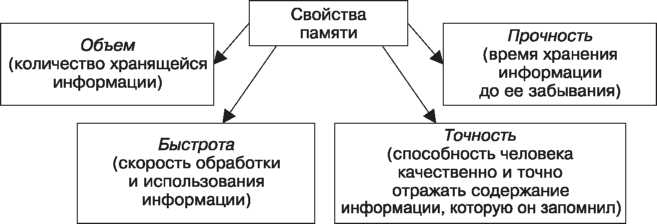 Свойства
памяти
Объем
(количество хранящейся
информации)
Прочность
(время хранения
информации
до ее забывания)
Быстрота
(скорость обработки
и использования
информации)
Точность
(способность человека
качественно и точно
отражать содержание
информации, которую он запомнил)